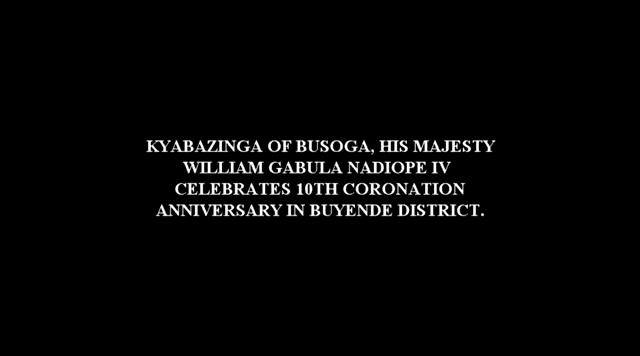 KYABAZINGA OF BUSOGA, HIS MAJESTY
WILLIAM GABULA NADIOPE IV
CELEBRATES 10TH CORONATION
ANNIVERSARY IN BUYENDE DISTRICT.